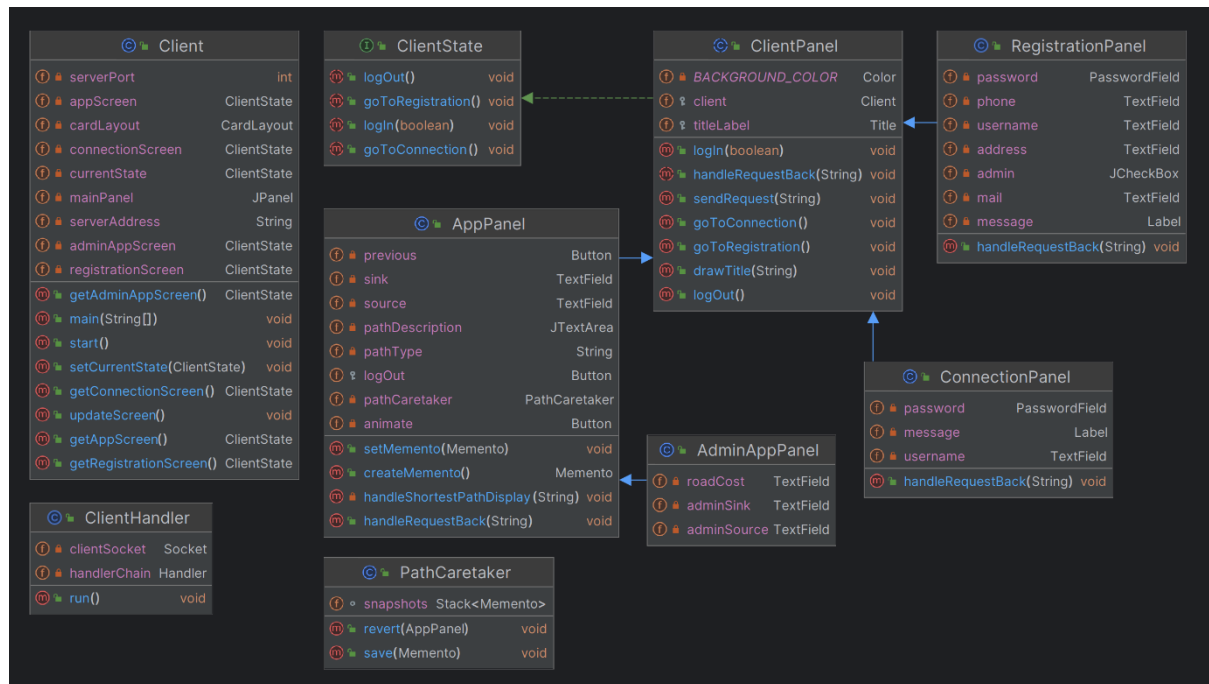 Client
serverPort int
appScreen ClientState
cardLayout CardLayout
connectionScreen ClientState
currentState ClientState
mainPanel JPanel
serverAddress String
adminAppScreen ClientState
registrationScreen ClientState
getAdminAppScreen() ClientState
main(String[]) void
start() void
setCurrentState(ClientState) void
getConnectionScreen() ClientState
updateScreen() void
getAppScreen() ClientState
getRegistrationScreen() ClientState
ClientHandler
clientSocket Socket
handlerChain Handler
run() void
ClientState
logOut() void
goToRegistration() void
logIn(boolean) void
goToConnection() void
AppPanel
previous Button
sink TextField
source TextField
pathDescription JTextArea
pathType String
logOut Button
pathCaretaker PathCaretaker
animate Button
setMemento(Memento) void
createMemento() Memento
handleShortestPathDisplay(String) void
handleRequestBack(String) void
PathCaretaker
snapshots Stack<Memento>
revert(AppPanel) void
save(Memento) void
ClientPanel
BACKGROUND_COLOR Color
client Client
titleLabel Title
logIn(boolean) void
handleRequestBack(String) void
sendRequest(String) void
goToConnection() void
goToRegistration() void
drawTitle(String) void
logOut() void
AdminAppPanel
roadCost TextField
adminSink TextField
adminSource TextField
RegistrationPanel
password PasswordField
phone TextField
username TextField
address TextField
admin JCheckBox
mail TextField
message Label
handleRequestBack(String) void
ConnectionPanel
password PasswordField
message Label
username TextField
handleRequestBack(String) void